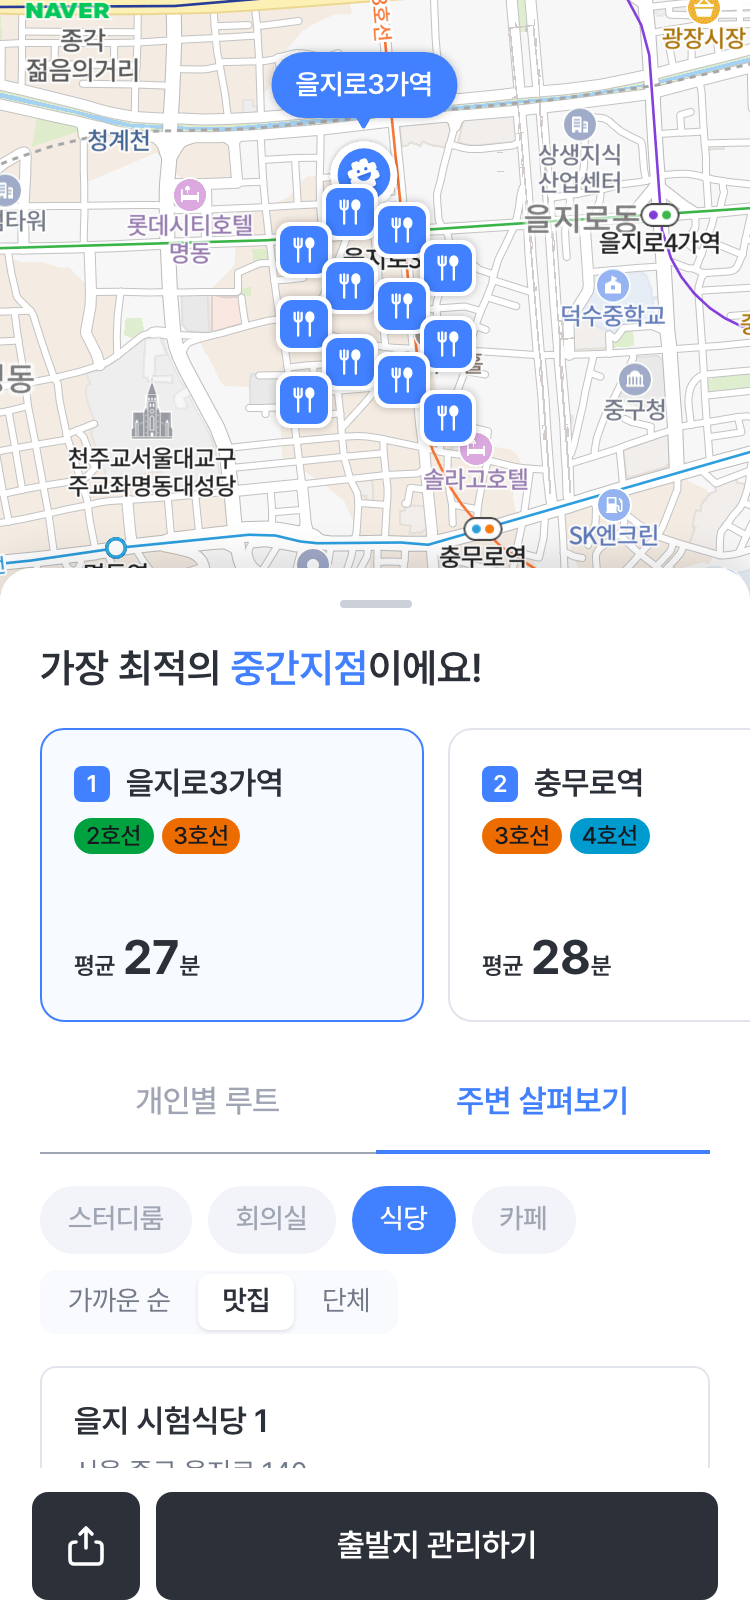 NAVER
3호선
종각
젊음의거리
광장시장
을지로3가역
청계천
상생지식
산업센터
타워
롯데시티호텔
명동
을지로동
을지로4가역
을지로3
덕수중학교
중구청
천주교서울대교구
주교좌명동대성당
솔라고호텔
SK엔크린
충무로역
가장 최적의 중간지점이에요!
1 을지로3가역
2호선 3호선
평균 27분
2 충무로역
3호선 4호선
평균 28분
개인별 루트
주변 살펴보기
스터디룸 회의실 식당 카페
가까운 순 맛집 단체
을지 시험식당 1
출발지 관리하기